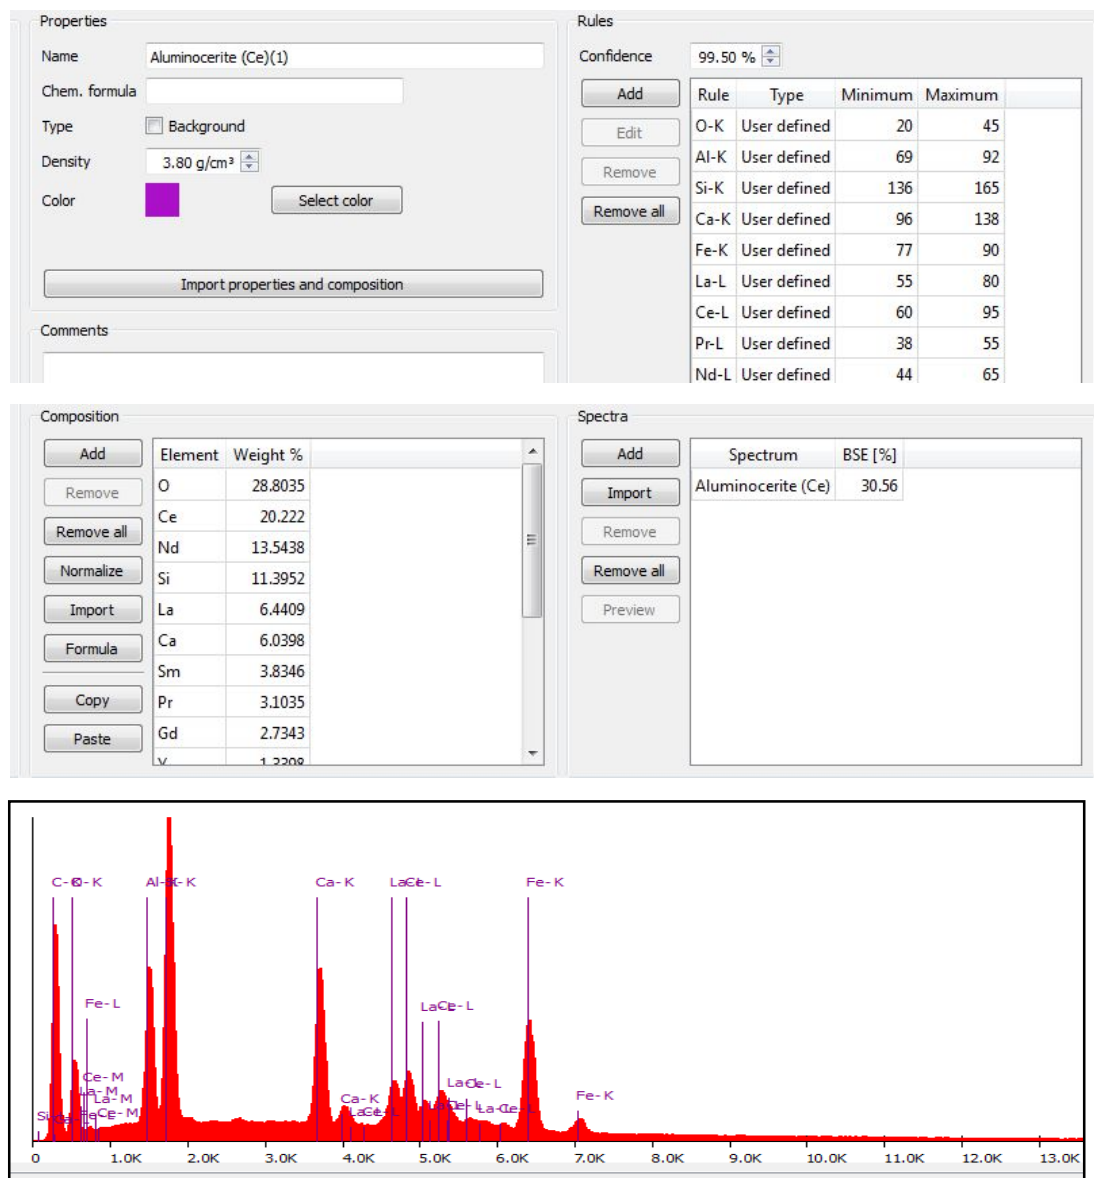 Properties
Name Aluminocerite (Ce)(1)
Chem. formula
Type Background
Density 3.80 g/cm³
Color Select color
Import properties and composition
Comments
Rules
Confidence 99.50 %
Add
Edit
Remove
Remove all
Rule Type Minimum Maximum
O-K User defined 20 45
Al-K User defined 69 92
Si-K User defined 136 165
Ca-K User defined 96 138
Fe-K User defined 77 90
La-L User defined 55 80
Ce-L User defined 60 95
Pr-L User defined 38 55
Nd-L User defined 44 65
Composition
Add
Remove
Remove all
Normalize
Import
Formula
Copy
Paste
Element Weight %
O 28.8035
Ce 20.222
Nd 13.5438
Si 11.3952
La 6.4409
Ca 6.0398
Sm 3.8346
Pr 3.1035
Gd 2.7343
Spectra
Add
Import
Remove
Remove all
Preview
Spectrum BSE [%]
Aluminocerite (Ce) 30.56
Ca-K Ce-L Fe-K
Fe-L Ce-L
Ce-M Ce-L
La-M
La-M Ca-K Fe-K
Ce-M
0 1.0K 2.0K 3.0K 4.0K 5.0K 6.0K 7.0K 8.0K 9.0K 10.0K 11.0K 12.0K 13.0K